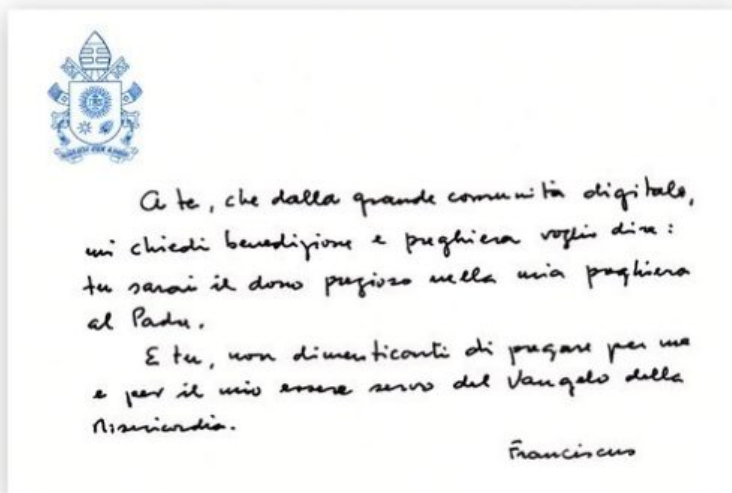 A te, che dalla grande comunità digitale,
mi chiedi benedizione e preghiera voglio dire:
tu sarai il dono prezioso nella mia preghiera
al Padre.
E tu, non dimenticarti di pregare per me
e per il mio essere servo del Vangelo della
Misericordia.
Franciscus